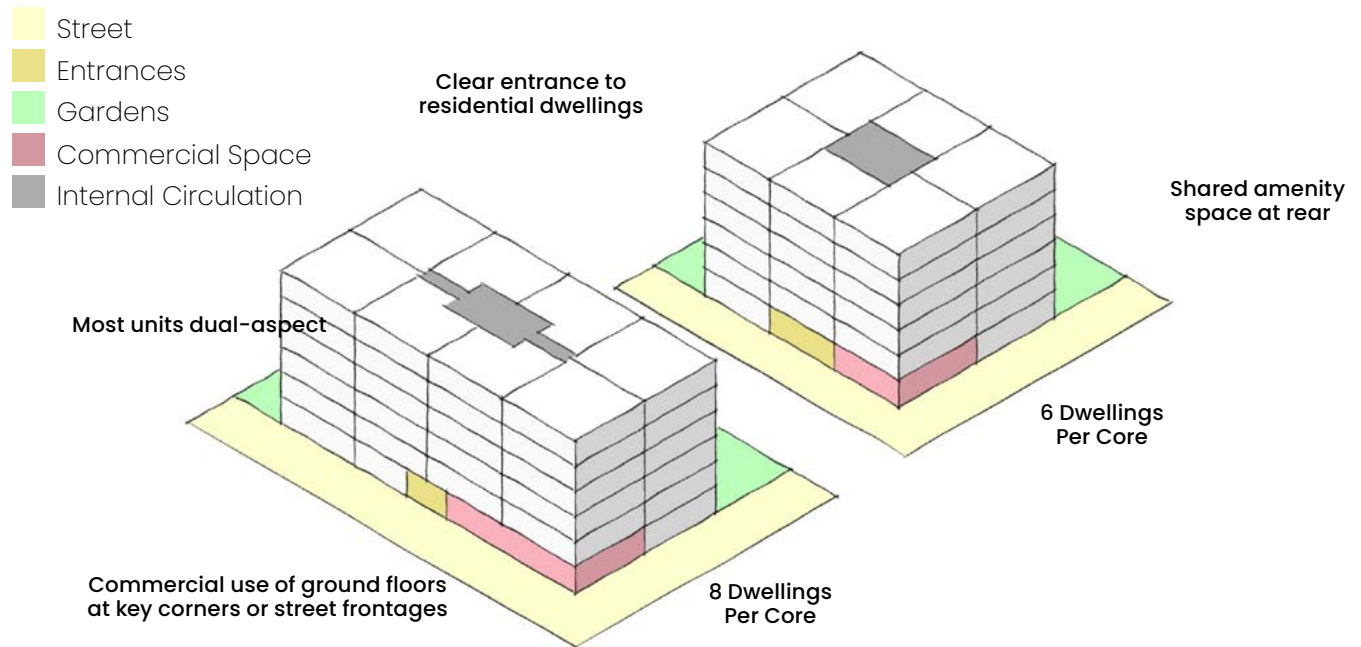 Street
Entrances
Gardens
Commercial Space
Internal Circulation
Clear entrance to
residential dwellings
Shared amenity
space at rear
Most units dual-aspect
6 Dwellings
Per Core
Commercial use of ground floors
at key corners or street frontages
8 Dwellings
Per Core